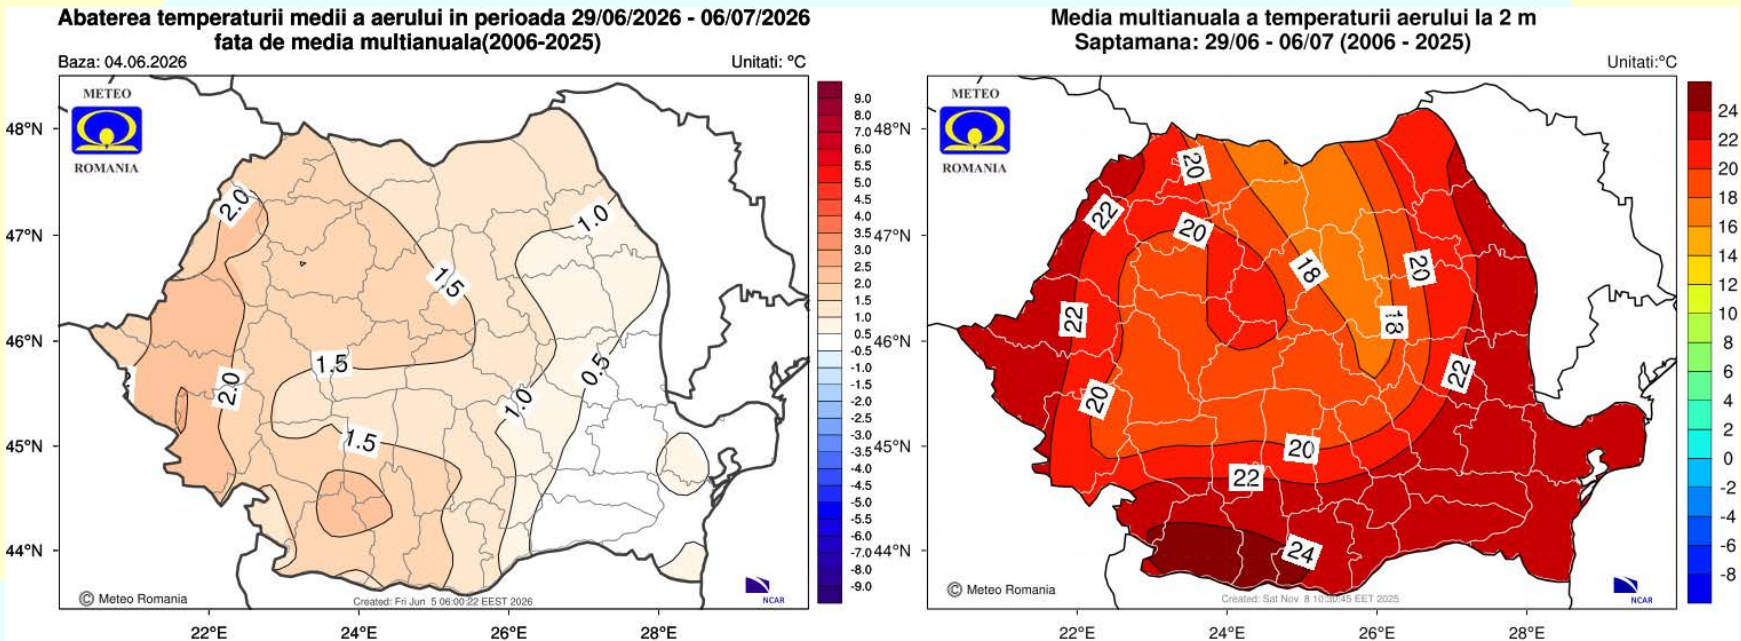 Abaterea temperaturii medii a aerului in perioada 29/06/2026 - 06/07/2026
fata de media multianuala(2006-2025)
Baza: 04.06.2026
Unitati: °C
METEO
ROMANIA
48°N
47°N
46°N
45°N
44°N
22°E
24°E
26°E
28°E
2.0
1.0
1.5
1.5
0.5
2.0
1.0
1.5
9.0
8.0
7.0
6.0
5.5
5.0
4.5
4.0
3.5
3.0
2.5
2.0
1.5
1.0
0.5
-0.5
-1.0
-1.5
-2.0
-2.5
-3.0
-3.5
-4.0
-4.5
-5.0
-5.5
-6.0
-7.0
-8.0
-9.0
© Meteo Romania
Created: Fri Jun 5 06:00:22 EEST 2026
NCAR
Media multianuala a temperaturii aerului la 2 m
Saptamana: 29/06 - 06/07 (2006 - 2025)
Unitati:°C
METEO
ROMANIA
48°N
47°N
46°N
45°N
44°N
22°E
24°E
26°E
28°E
20
22
20
18
20
22
18
22
20
20
22
24
24
22
20
18
16
14
12
10
8
6
4
2
0
-2
-4
-6
-8
© Meteo Romania
Created: Sat Nov 8 10:30:45 EET 2025
NCAR